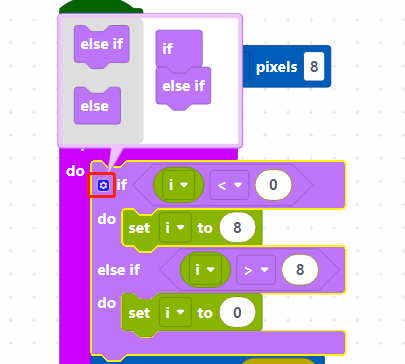 else if
if
else if
else
pixels 8
do
if i < 0
do
set i to 8
else if i > 8
do
set i to 0